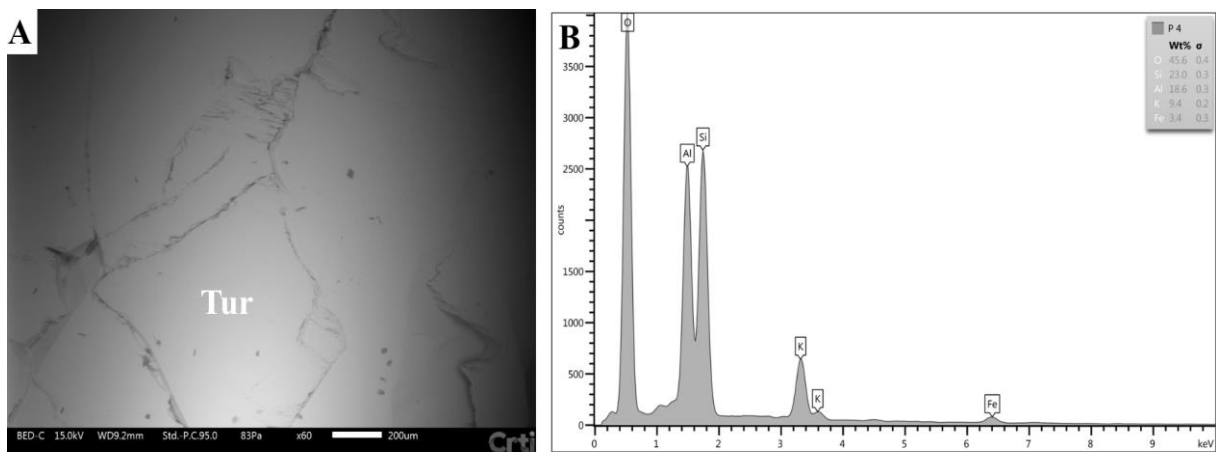 A
Tur
BED-C 15.0kV WD9.2mm Std.-P.C.95.0 83Pa x60 200um
Crti
B
O
Al
Si
K
K
Fe
P 4
Wt% σ
O 45.6 0.4
Si 23.0 0.3
Al 18.6 0.3
K 9.4 0.2
Fe 3.4 0.3
counts
3500
3000
2500
1500
1000
500
0
0 1 2 3 4 5 6 7 8 9 keV